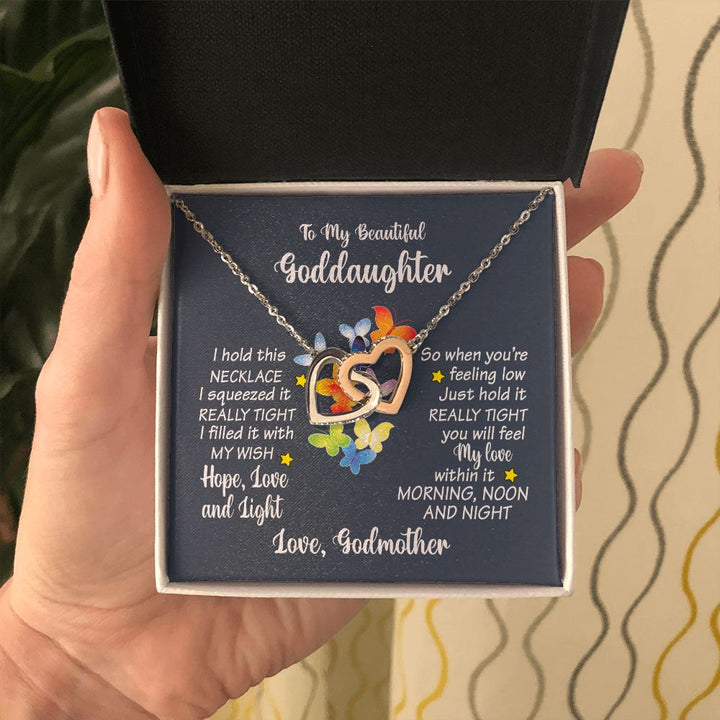 To My Beautiful
Goddaughter
I hold this
NECKLACE
I squeezed it
REALLY TIGHT
I filled it with
MY WISH
Hope, Love
and Light
So when you're
feeling low
Just hold it
REALLY TIGHT
you will feel
My love
within it
MORNING, NOON
AND NIGHT
Love, Godmother